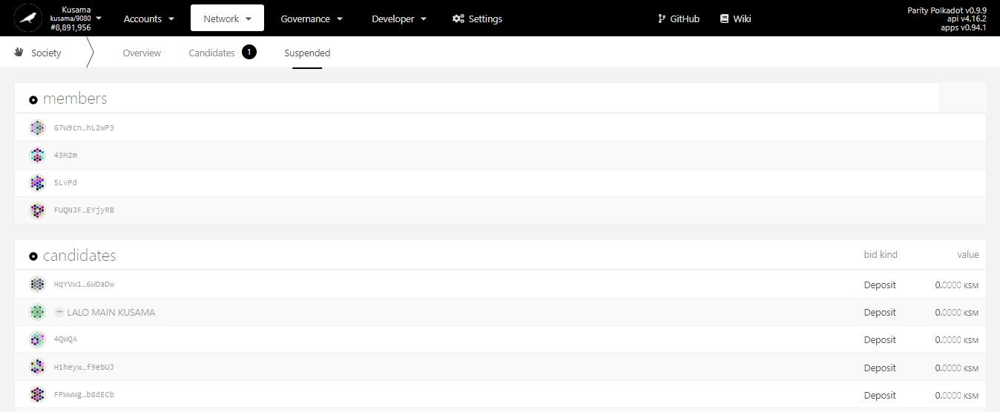 Kusama
kusama/9080
#8,891,956
Accounts
Network
Governance
Developer
Settings
GitHub
Wiki
Parity Polkadot v0.9.9
api v4.16.2
apps v0.94.1
Society
Overview
Candidates 1
Suspended
members
G7W9cn…hL2wP3
43M2m
5LvPd
FUQNJF…EYjyRB
candidates bid kind value
HqYVw1…6WDaDw Deposit 0.0000 KSM
LALO MAIN KUSAMA Deposit 0.0000 KSM
4QWQA Deposit 0.0000 KSM
H1heyw…f9ebUJ Deposit 0.0000 KSM
FPWwWg…b8dECb Deposit 0.0000 KSM